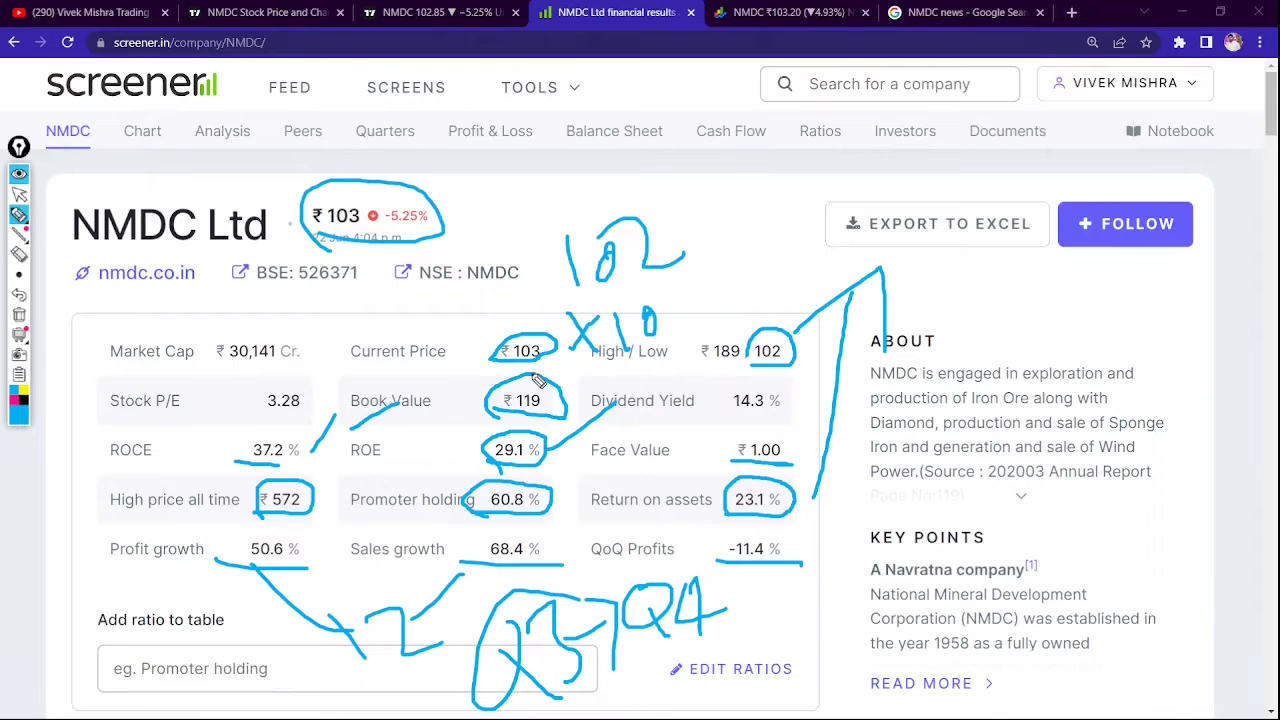 (290) Vivek Mishra Trading
NMDC Stock Price and Cha
NMDC 102.85 ▼ −5.25% Un
NMDC Ltd financial results
NMDC ₹103.20 (▼4.93%) N
NMDC news - Google Sear
screener.in/company/NMDC/
screener
FEED SCREENS TOOLS
Search for a company
VIVEK MISHRA
NMDC Chart Analysis Peers Quarters Profit & Loss Balance Sheet Cash Flow Ratios Investors Documents Notebook
NMDC Ltd
₹ 103 -5.25%
22 Jun 4:04 p.m
EXPORT TO EXCEL
+ FOLLOW
nmdc.co.in BSE: 526371 NSE : NMDC
102
X10
Market Cap ₹ 30,141 Cr. Current Price ₹ 103 High / Low ₹ 189 / 102
Stock P/E 3.28 Book Value ₹ 119 Dividend Yield 14.3 %
ROCE 37.2 % ROE 29.1 % Face Value ₹ 1.00
High price all time ₹ 572 Promoter holding 60.8 % Return on assets 23.1 %
Profit growth 50.6 % Sales growth 68.4 % QoQ Profits -11.4 %
Q4
Add ratio to table
eg. Promoter holding
EDIT RATIOS
ABOUT
NMDC is engaged in exploration and
production of Iron Ore along with
Diamond, production and sale of Sponge
Iron and generation and sale of Wind
Power.(Source : 202003 Annual Report
Page No:119)
KEY POINTS
A Navratna company[1]
National Mineral Development
Corporation (NMDC) was established in
the year 1958 as a fully owned
READ MORE